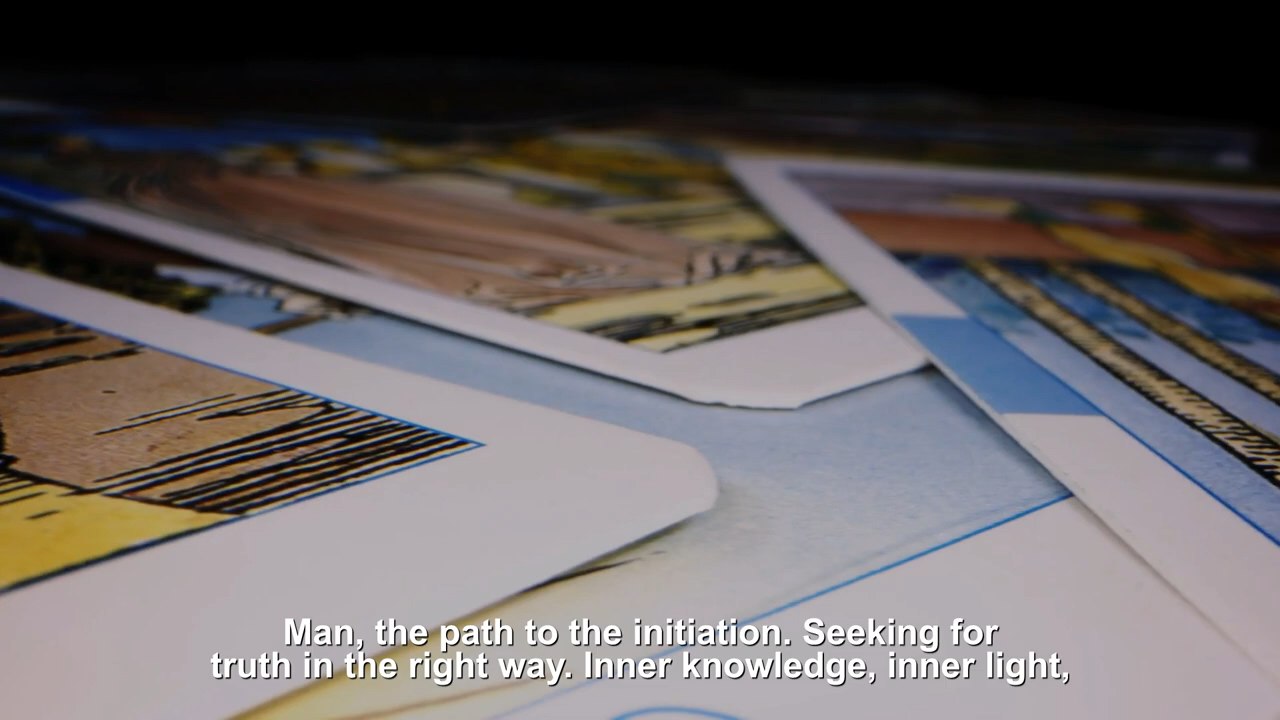 Man, the path to the initiation. Seeking for
truth in the right way. Inner knowledge, inner light,